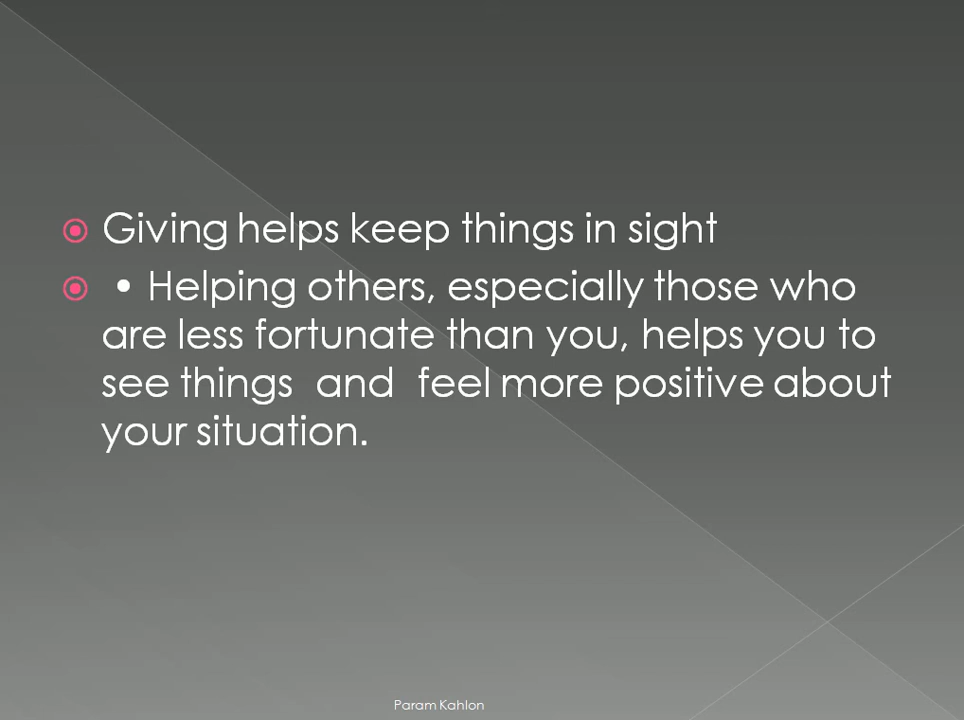 Giving helps keep things in sight
• Helping others, especially those who
are less fortunate than you, helps you to
see things  and  feel more positive about
your situation.
Param Kahlon